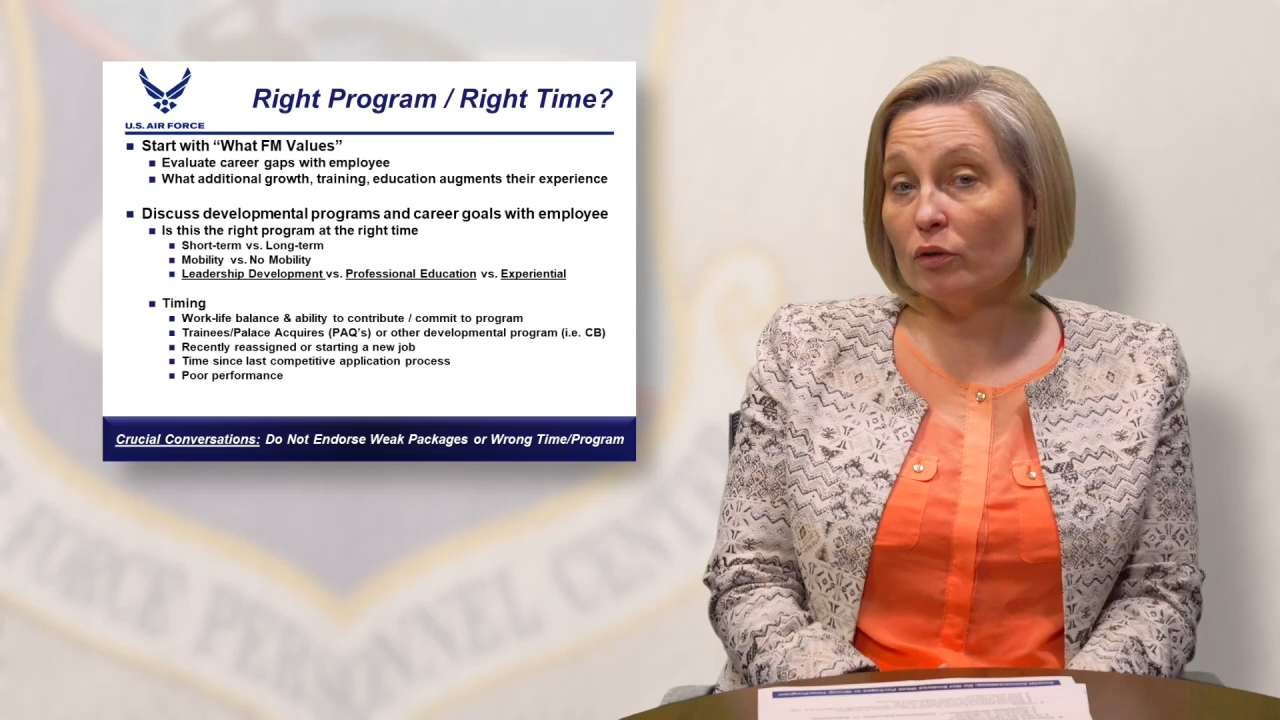 U.S. AIR FORCE
Right Program / Right Time?
Start with “What FM Values”
Evaluate career gaps with employee
What additional growth, training, education augments their experience
Discuss developmental programs and career goals with employee
Is this the right program at the right time
Short-term vs. Long-term
Mobility vs. No Mobility
Leadership Development vs. Professional Education vs. Experiential
Timing
Work-life balance & ability to contribute / commit to program
Trainees/Palace Acquires (PAQ's) or other developmental program (i.e. CB)
Recently reassigned or starting a new job
Time since last competitive application process
Poor performance
Crucial Conversations: Do Not Endorse Weak Packages or Wrong Time/Program
FORCE PERSONNEL CENT